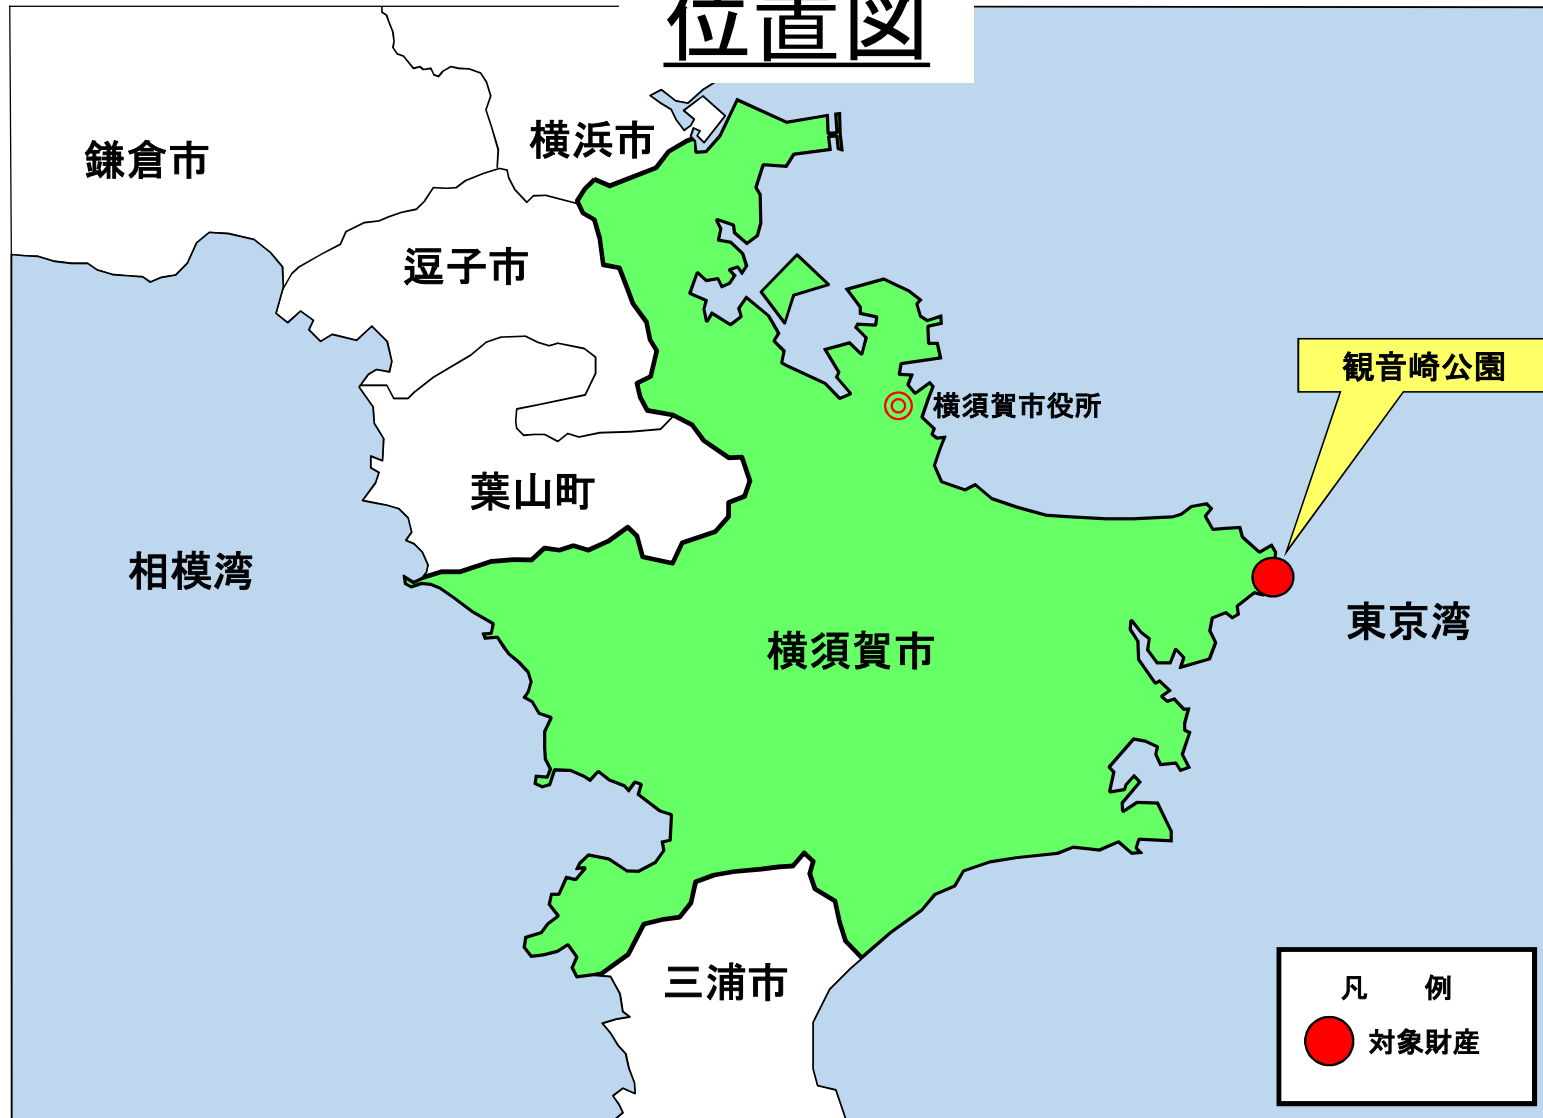 位置図
鎌倉市
横浜市
逗子市
観音崎公園
横須賀市役所
葉山町
相模湾
東京湾
横須賀市
三浦市
凡 例
対象財産